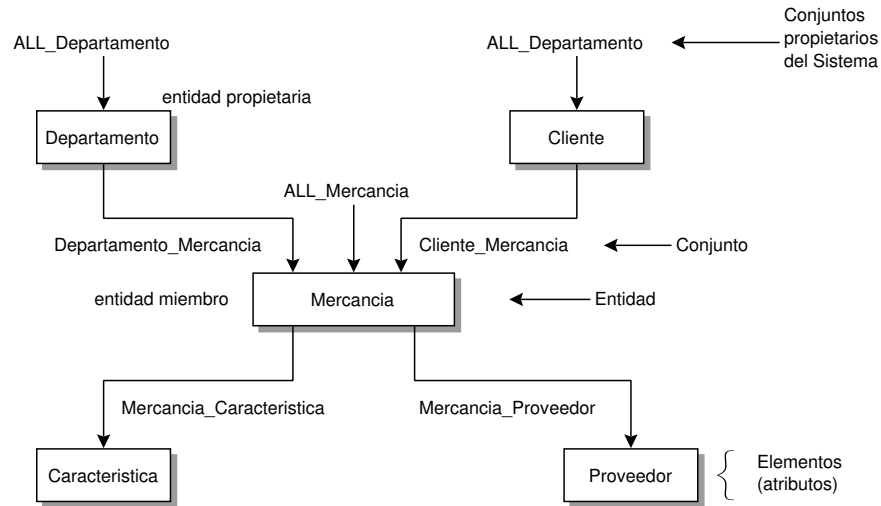 ALL_Departamento
ALL_Departamento
Conjuntos
propietarios
del Sistema
entidad propietaria
Departamento
Cliente
ALL_Mercancia
Departamento_Mercancia
Cliente_Mercancia
Conjunto
entidad miembro
Mercancia
Entidad
Mercancia_Caracteristica
Mercancia_Proveedor
Caracteristica
Proveedor
Elementos
(atributos)